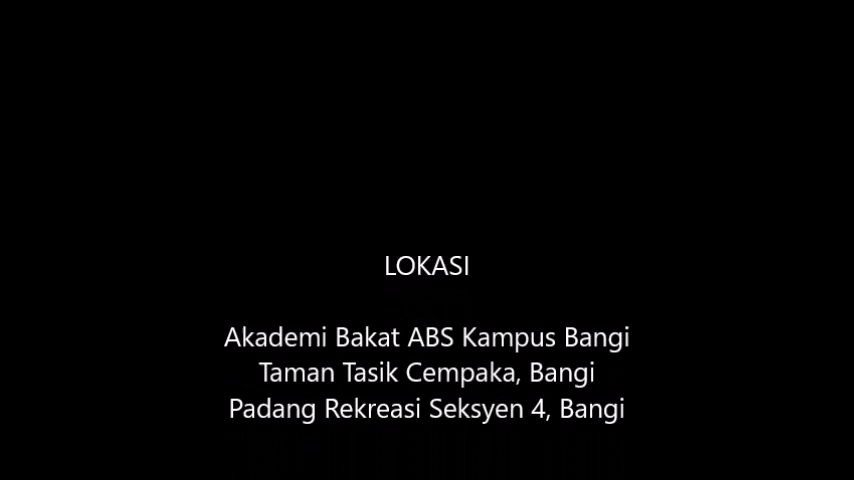 LOKASI
Akademi Bakat ABS Kampus Bangi
Taman Tasik Cempaka, Bangi
Padang Rekreasi Seksyen 4, Bangi